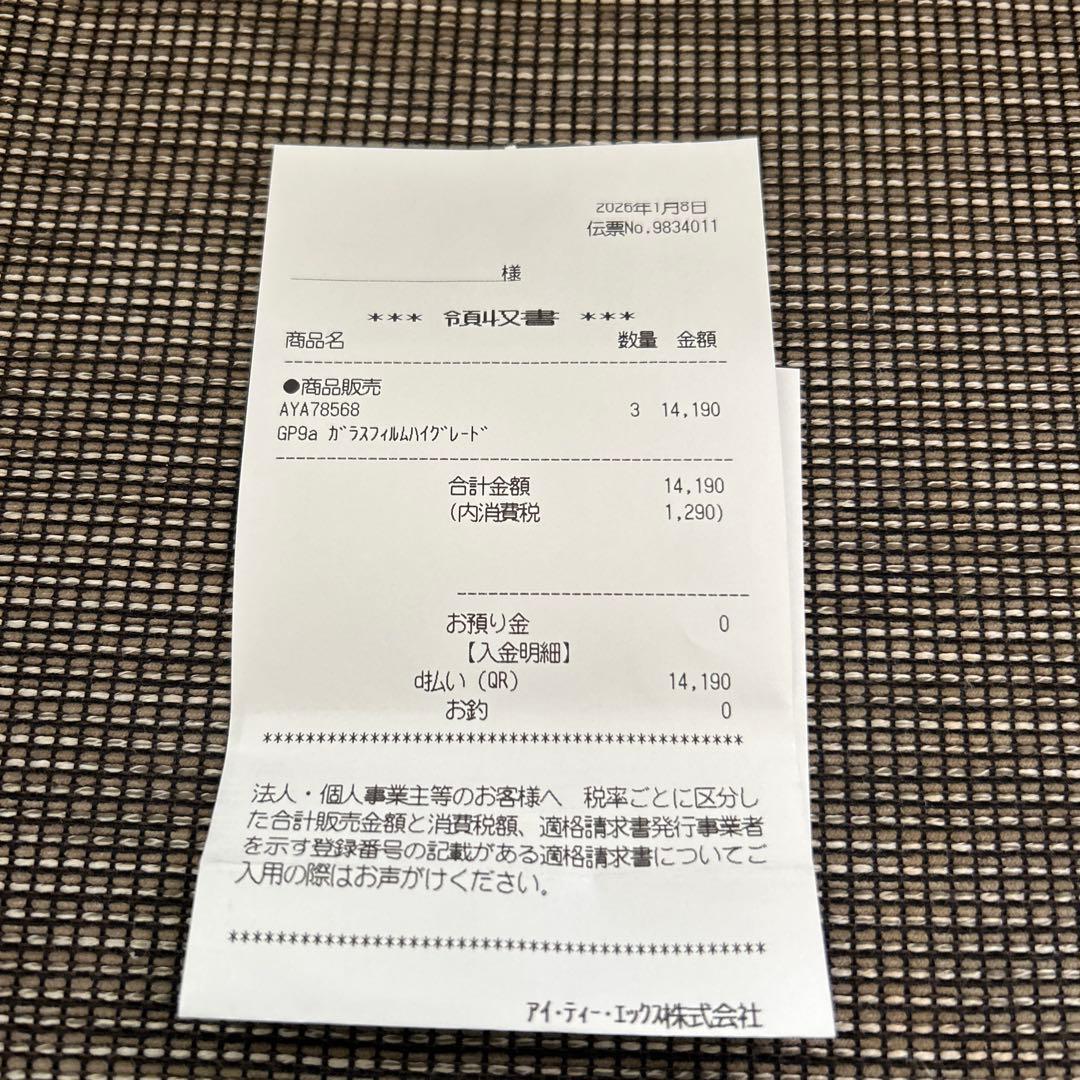 2026年1月8日
伝票No.9834011
様
*** 領収書 ***
商品名 数量 金額
●商品販売
AYA78568 3 14,190
GP9a ｶﾞﾗｽﾌｨﾙﾑﾊｲｸﾞﾚｰﾄﾞ
合計金額 14,190
(内消費税 1,290)
お預り金 0
【入金明細】
d払い（QR） 14,190
お釣 0
*********************************************
法人・個人事業主等のお客様へ　税率ごとに区分し
た合計販売金額と消費税額、適格請求書発行事業者
を示す登録番号の記載がある適格請求書についてご
入用の際はお声がけください。
*********************************************
ｱｲ・ﾃｨｰ・ｴｯｸｽ株式会社